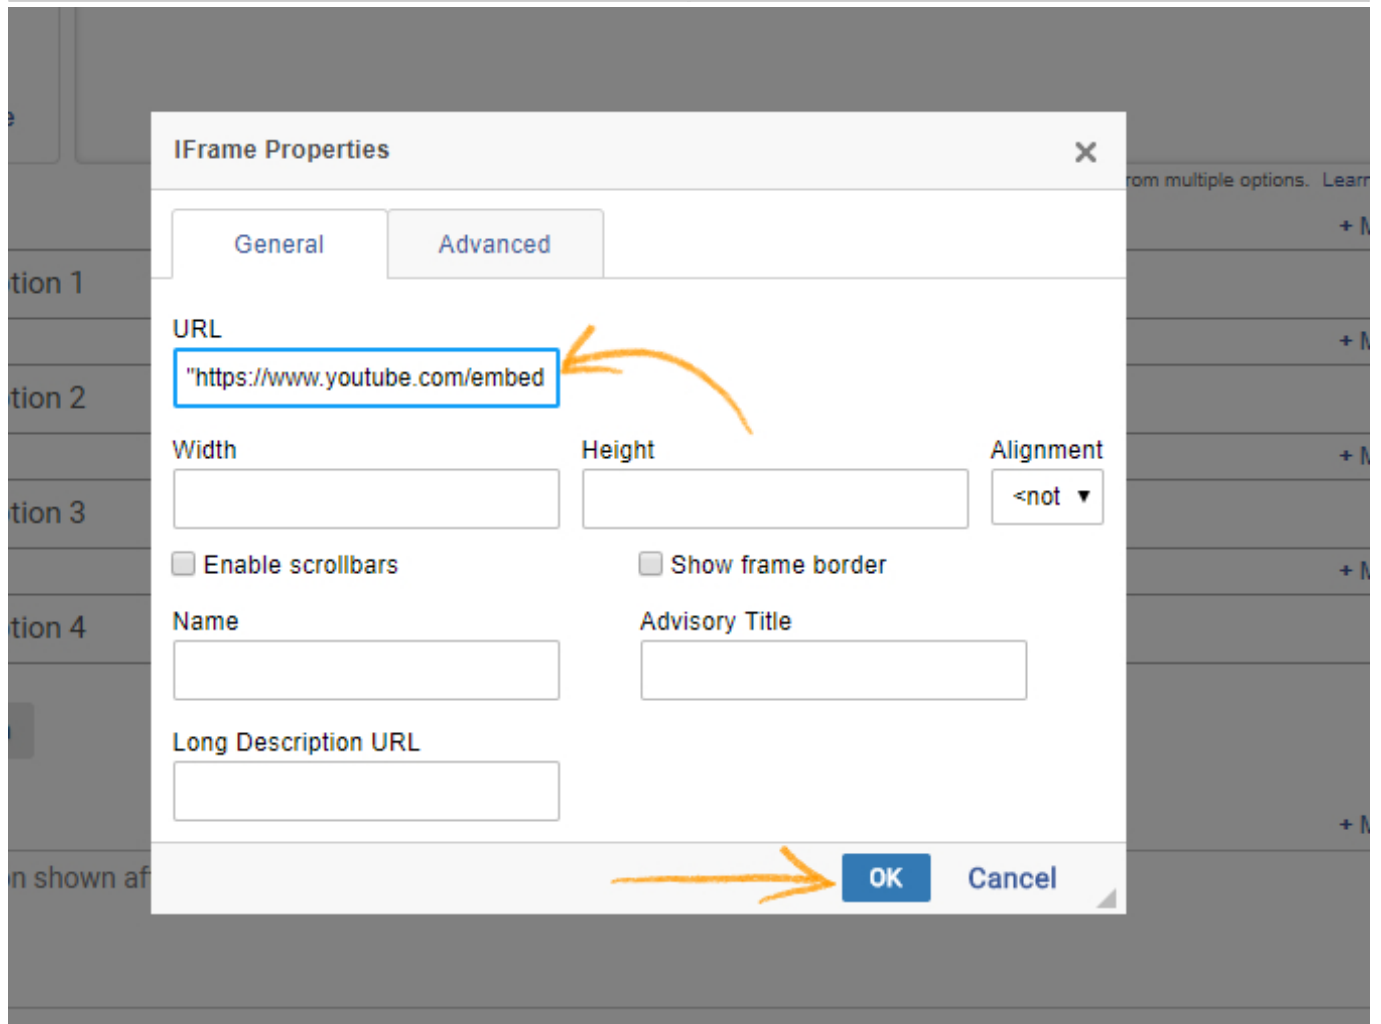 IFrame Properties
rom multiple options. Learn
General Advanced
+
tion 1
URL
"https://www.youtube.com/embed
+
tion 2
Width Height Alignment
+
<not
tion 3
Enable scrollbars Show frame border
+
Name Advisory Title
tion 4
Long Description URL
+
on shown af
OK Cancel